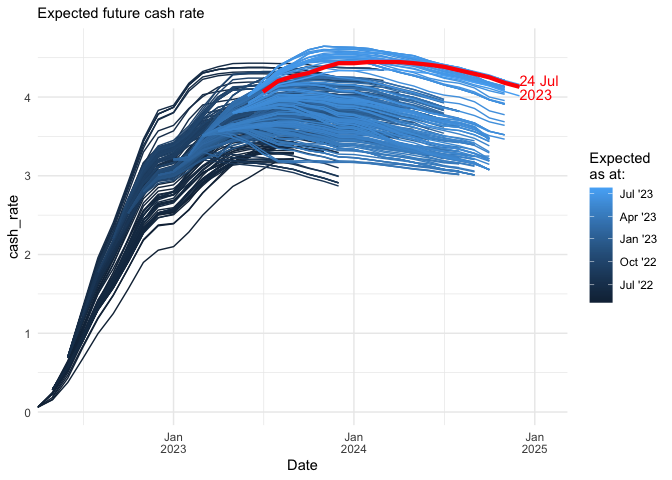 Expected future cash rate
cash_rate
4
3
2
1
0
24 Jul
2023
Jan
2023
Jan
2024
Jan
2025
Date
Expected
as at:
Jul '23
Apr '23
Jan '23
Oct '22
Jul '22